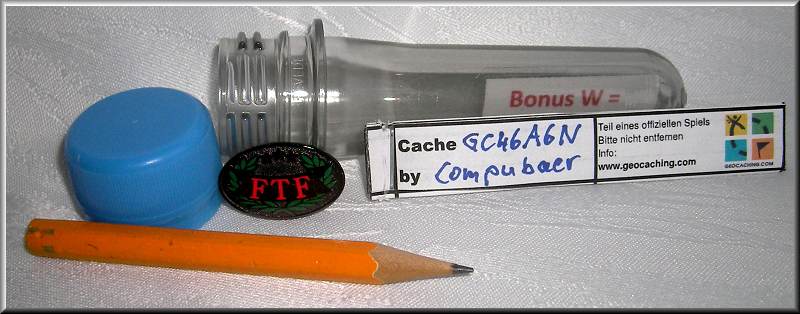 Bonus W =
Cache GC46A6N
by compubaer
Teil eines offiziellen Spiels
Bitte nicht entfernen
Info:
www.geocaching.com
GEOCACHING.COM
FTF